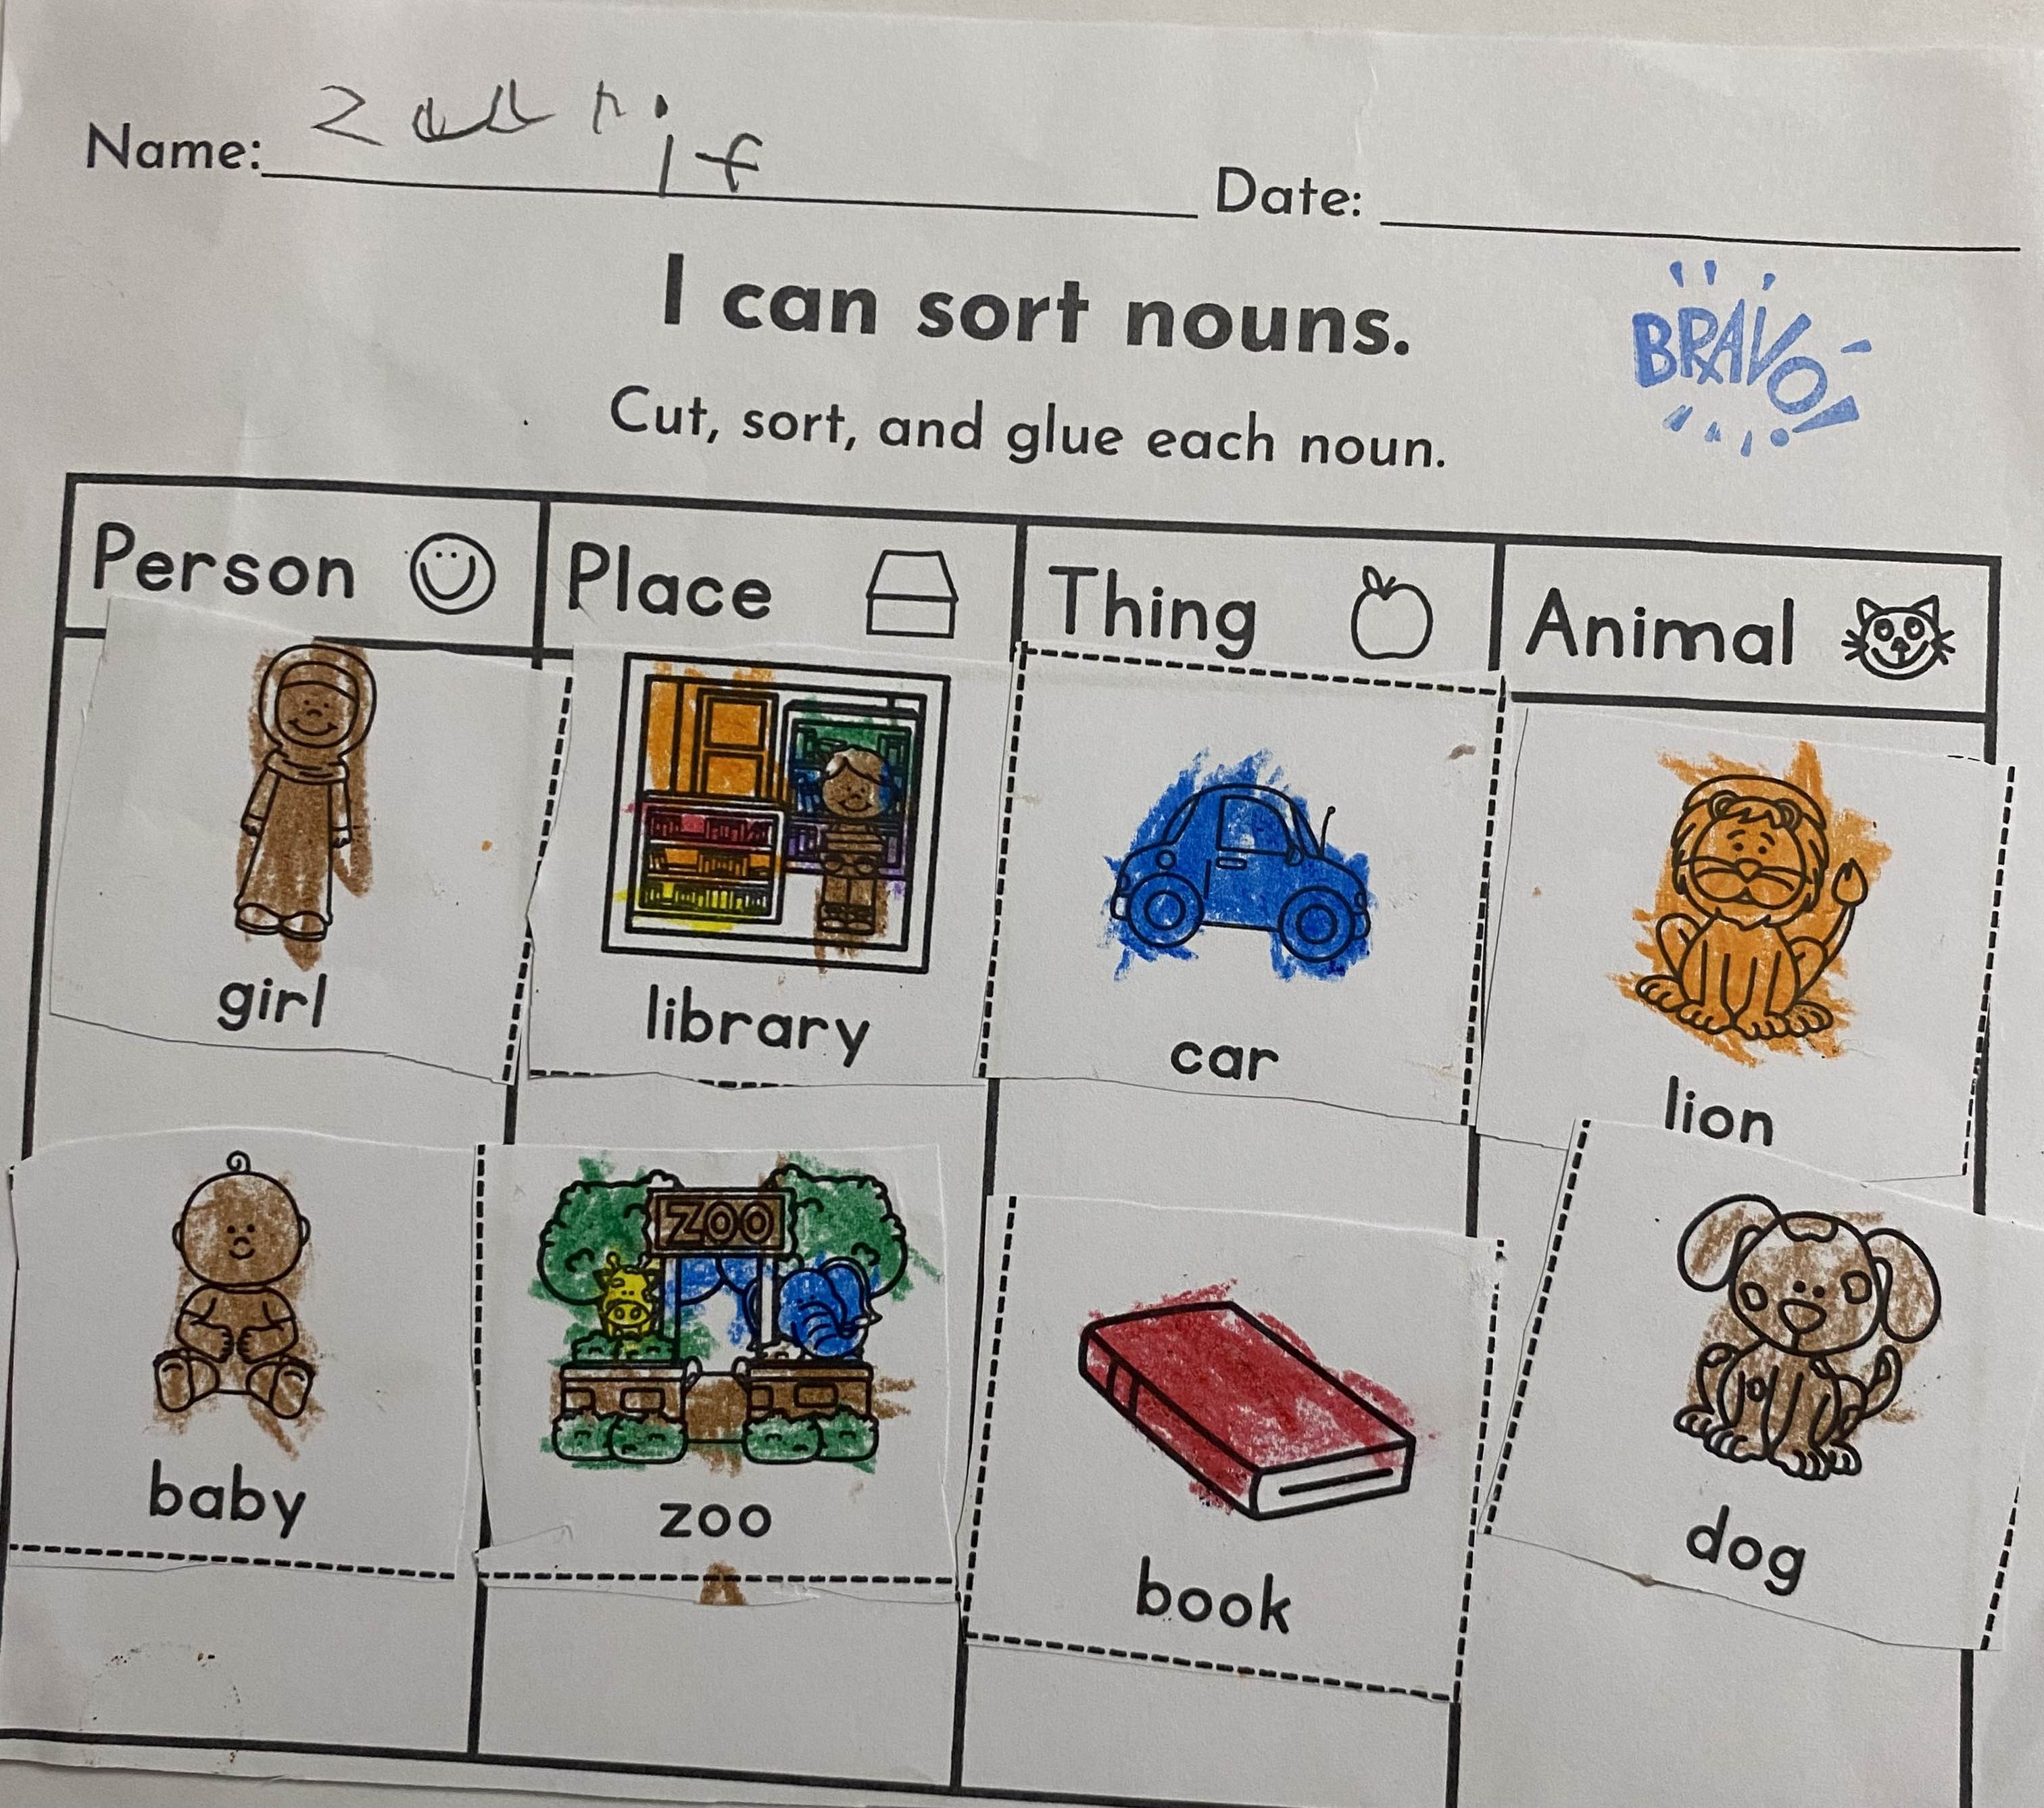 Name:
Date:
I can sort nouns.
BRAVO!
Cut, sort, and glue each noun.
Person Place Thing Animal
girl library car lion
ZOO
baby zoo book dog